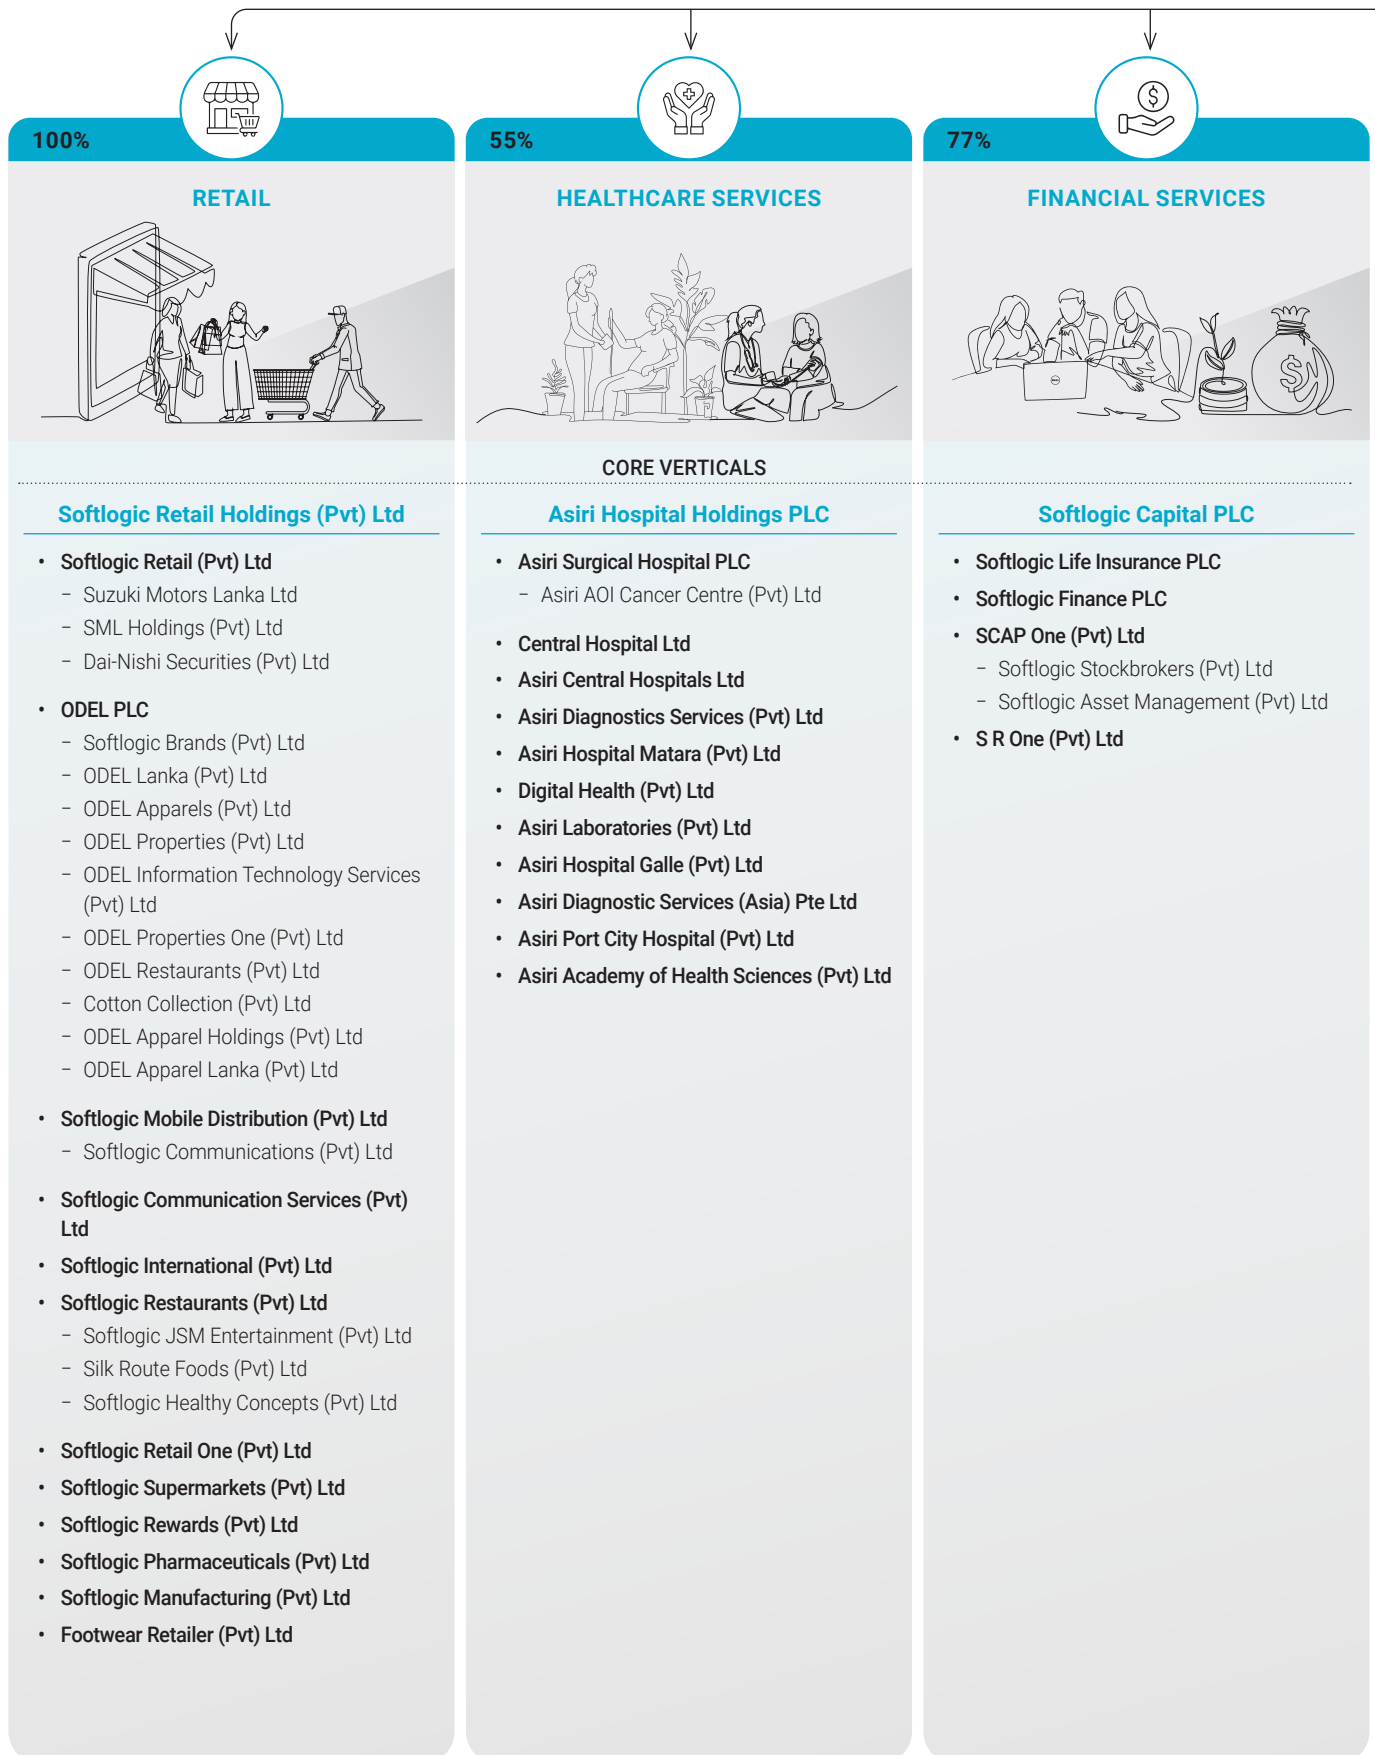 100%
RETAIL
55%
HEALTHCARE SERVICES
77%
FINANCIAL SERVICES
CORE VERTICALS
Softlogic Retail Holdings (Pvt) Ltd
• Softlogic Retail (Pvt) Ltd
– Suzuki Motors Lanka Ltd
– SML Holdings (Pvt) Ltd
– Dai-Nishi Securities (Pvt) Ltd
• ODEL PLC
– Softlogic Brands (Pvt) Ltd
– ODEL Lanka (Pvt) Ltd
– ODEL Apparels (Pvt) Ltd
– ODEL Properties (Pvt) Ltd
– ODEL Information Technology Services
(Pvt) Ltd
– ODEL Properties One (Pvt) Ltd
– ODEL Restaurants (Pvt) Ltd
– Cotton Collection (Pvt) Ltd
– ODEL Apparel Holdings (Pvt) Ltd
– ODEL Apparel Lanka (Pvt) Ltd
• Softlogic Mobile Distribution (Pvt) Ltd
– Softlogic Communications (Pvt) Ltd
• Softlogic Communication Services (Pvt)
Ltd
• Softlogic International (Pvt) Ltd
• Softlogic Restaurants (Pvt) Ltd
– Softlogic JSM Entertainment (Pvt) Ltd
– Silk Route Foods (Pvt) Ltd
– Softlogic Healthy Concepts (Pvt) Ltd
• Softlogic Retail One (Pvt) Ltd
• Softlogic Supermarkets (Pvt) Ltd
• Softlogic Rewards (Pvt) Ltd
• Softlogic Pharmaceuticals (Pvt) Ltd
• Softlogic Manufacturing (Pvt) Ltd
• Footwear Retailer (Pvt) Ltd
Asiri Hospital Holdings PLC
• Asiri Surgical Hospital PLC
– Asiri AOI Cancer Centre (Pvt) Ltd
• Central Hospital Ltd
• Asiri Central Hospitals Ltd
• Asiri Diagnostics Services (Pvt) Ltd
• Asiri Hospital Matara (Pvt) Ltd
• Digital Health (Pvt) Ltd
• Asiri Laboratories (Pvt) Ltd
• Asiri Hospital Galle (Pvt) Ltd
• Asiri Diagnostic Services (Asia) Pte Ltd
• Asiri Port City Hospital (Pvt) Ltd
• Asiri Academy of Health Sciences (Pvt) Ltd
Softlogic Capital PLC
• Softlogic Life Insurance PLC
• Softlogic Finance PLC
• SCAP One (Pvt) Ltd
– Softlogic Stockbrokers (Pvt) Ltd
– Softlogic Asset Management (Pvt) Ltd
• S R One (Pvt) Ltd